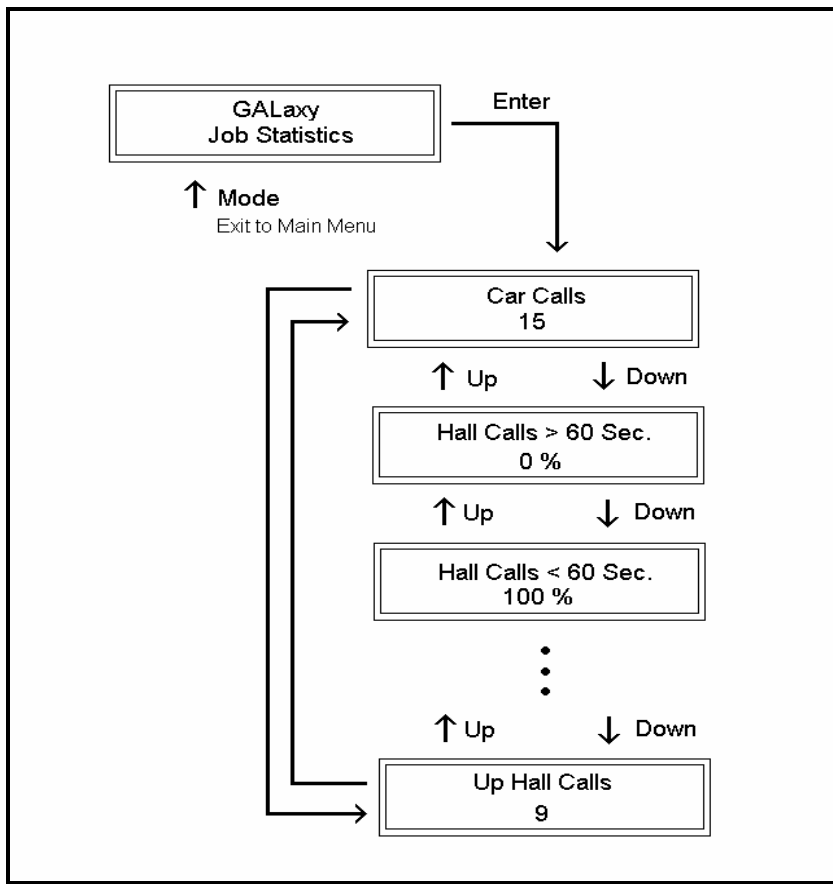 GALaxy
Job Statistics
Enter
↑ Mode
Exit to Main Menu
Car Calls
15
↑ Up ↓ Down
Hall Calls > 60 Sec.
0 %
↑ Up ↓ Down
Hall Calls < 60 Sec.
100 %
↑ Up ↓ Down
Up Hall Calls
9